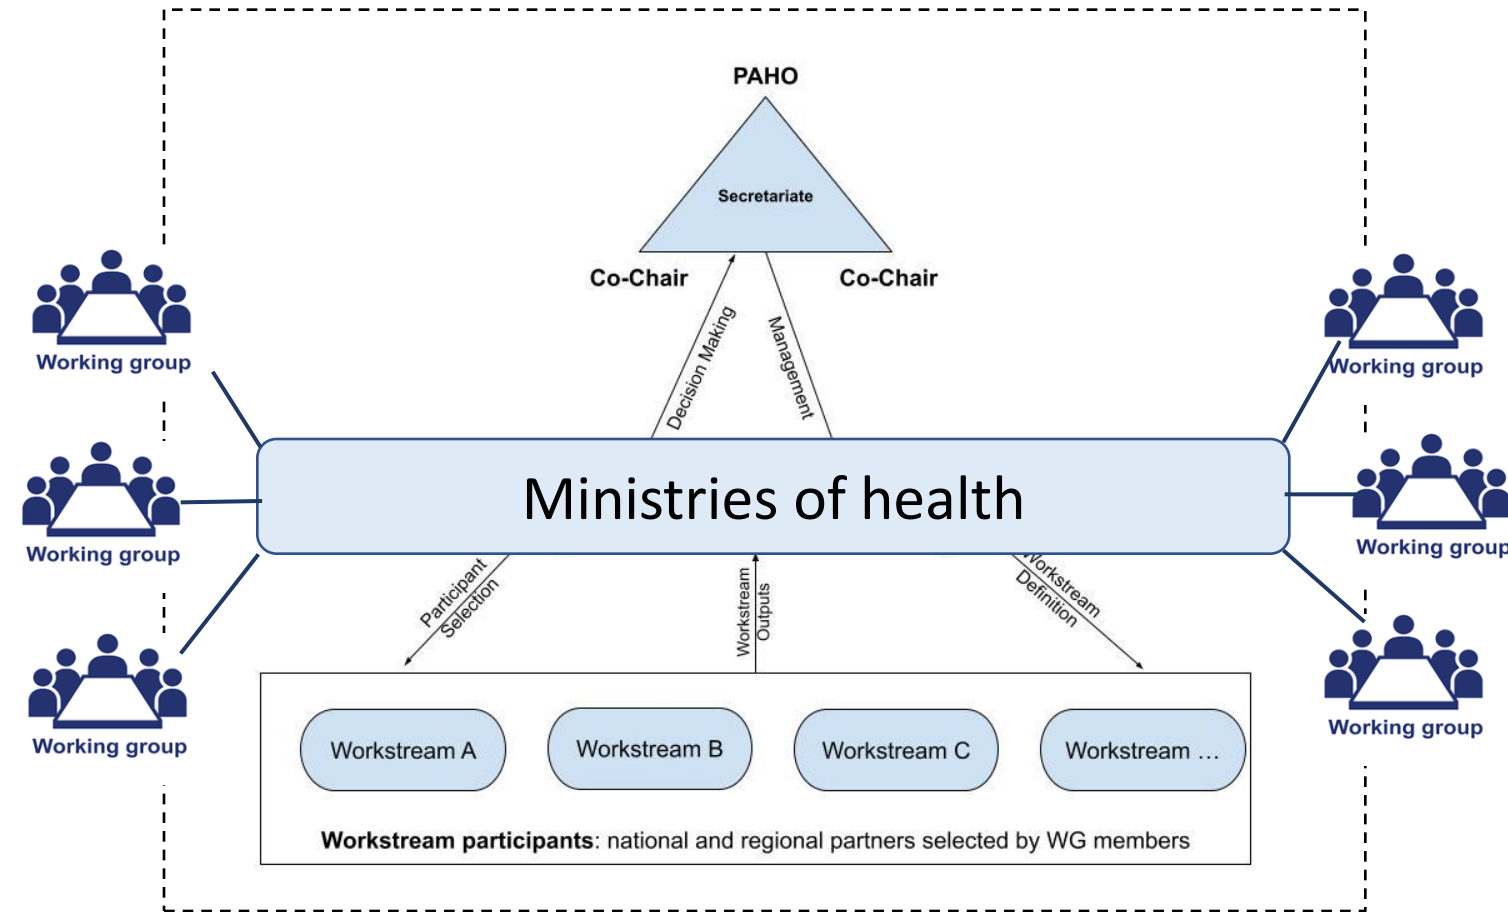 PAHO
Secretariate
Co-Chair
Co-Chair
Decision Making
Management
Working group
Working group
Working group
Working group
Working group
Working group
Ministries of health
Participant
Selection
Workstream
Outputs
Workstream
Definition
Workstream A
Workstream B
Workstream C
Workstream …
Workstream participants: national and regional partners selected by WG members